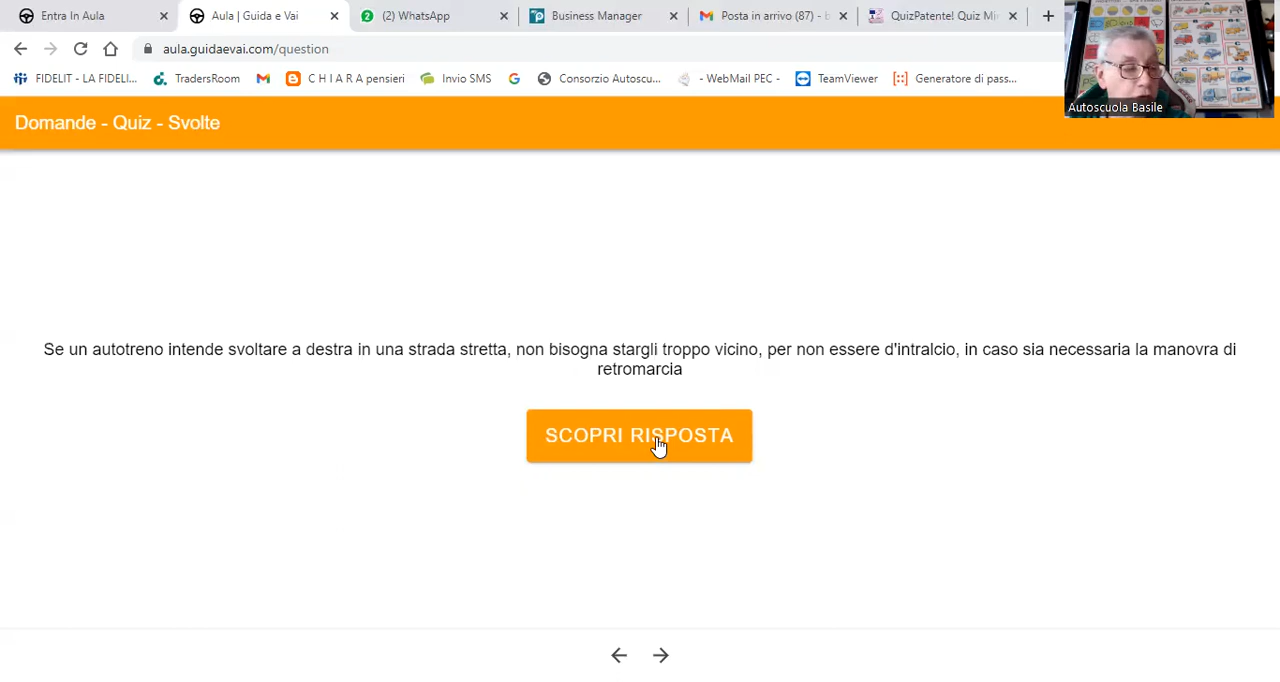 Entra In Aula
Aula | Guida e Vai
(2) WhatsApp
Business Manager
Posta in arrivo (87) - b
QuizPatente! Quiz Mi
aula.guidaevai.com/question
FIDELIT - LA FIDELI...
TradersRoom
C H I A R A pensieri
Invio SMS
Consorzio Autoscu...
- WebMail PEC -
TeamViewer
Generatore di pass...
Autoscuola Basile
Domande - Quiz - Svolte
Se un autotreno intende svoltare a destra in una strada stretta, non bisogna stargli troppo vicino, per non essere d'intralcio, in caso sia necessaria la manovra di
retromarcia
SCOPRI RISPOSTA